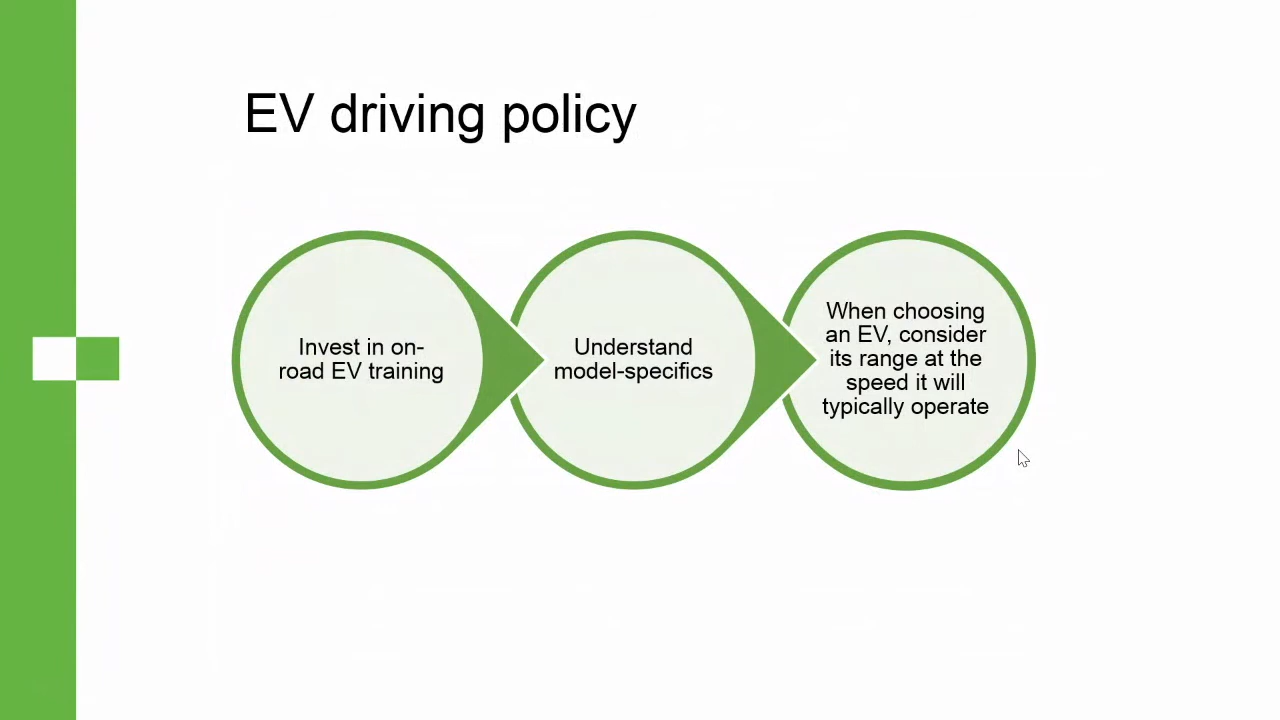 EV driving policy
Invest in on-
road EV training
Understand
model-specifics
When choosing
an EV, consider
its range at the
speed it will
typically operate